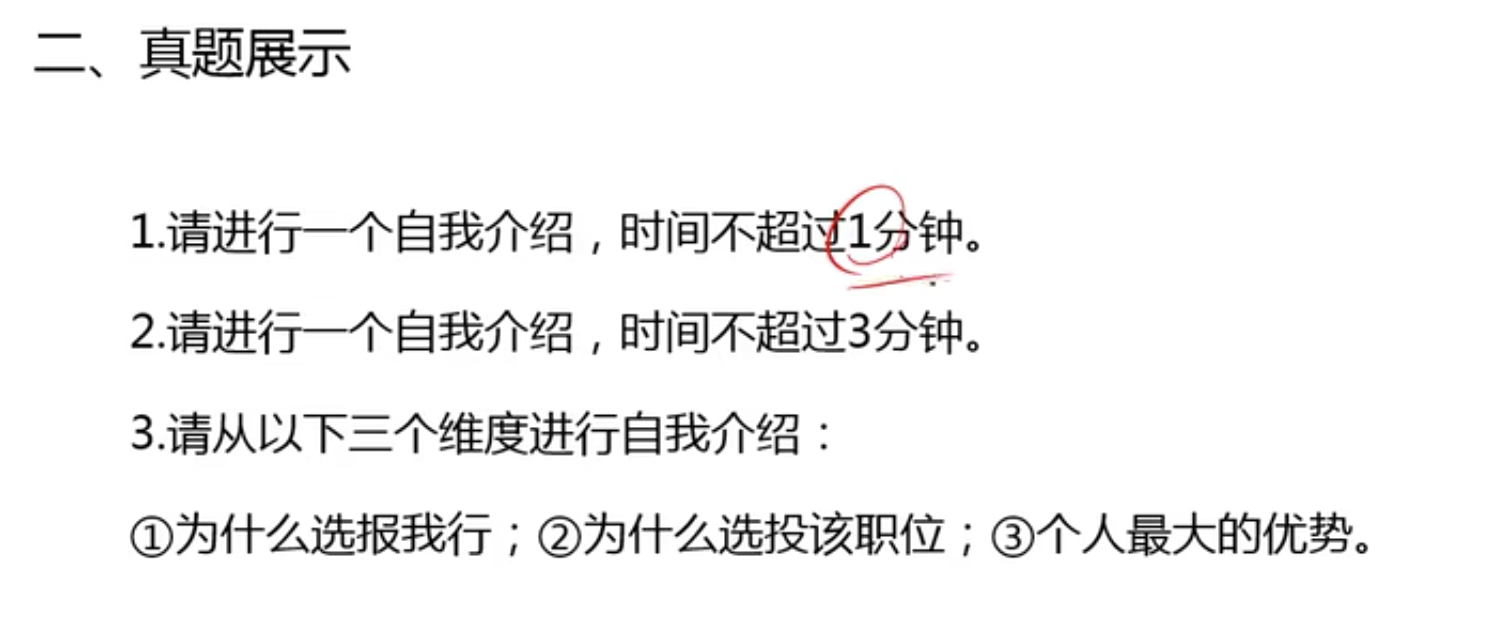 二、真题展示
1.请进行一个自我介绍，时间不超过1分钟。
2.请进行一个自我介绍，时间不超过3分钟。
3.请从以下三个维度进行自我介绍：
①为什么选报我行；②为什么选投该职位；③个人最大的优势。